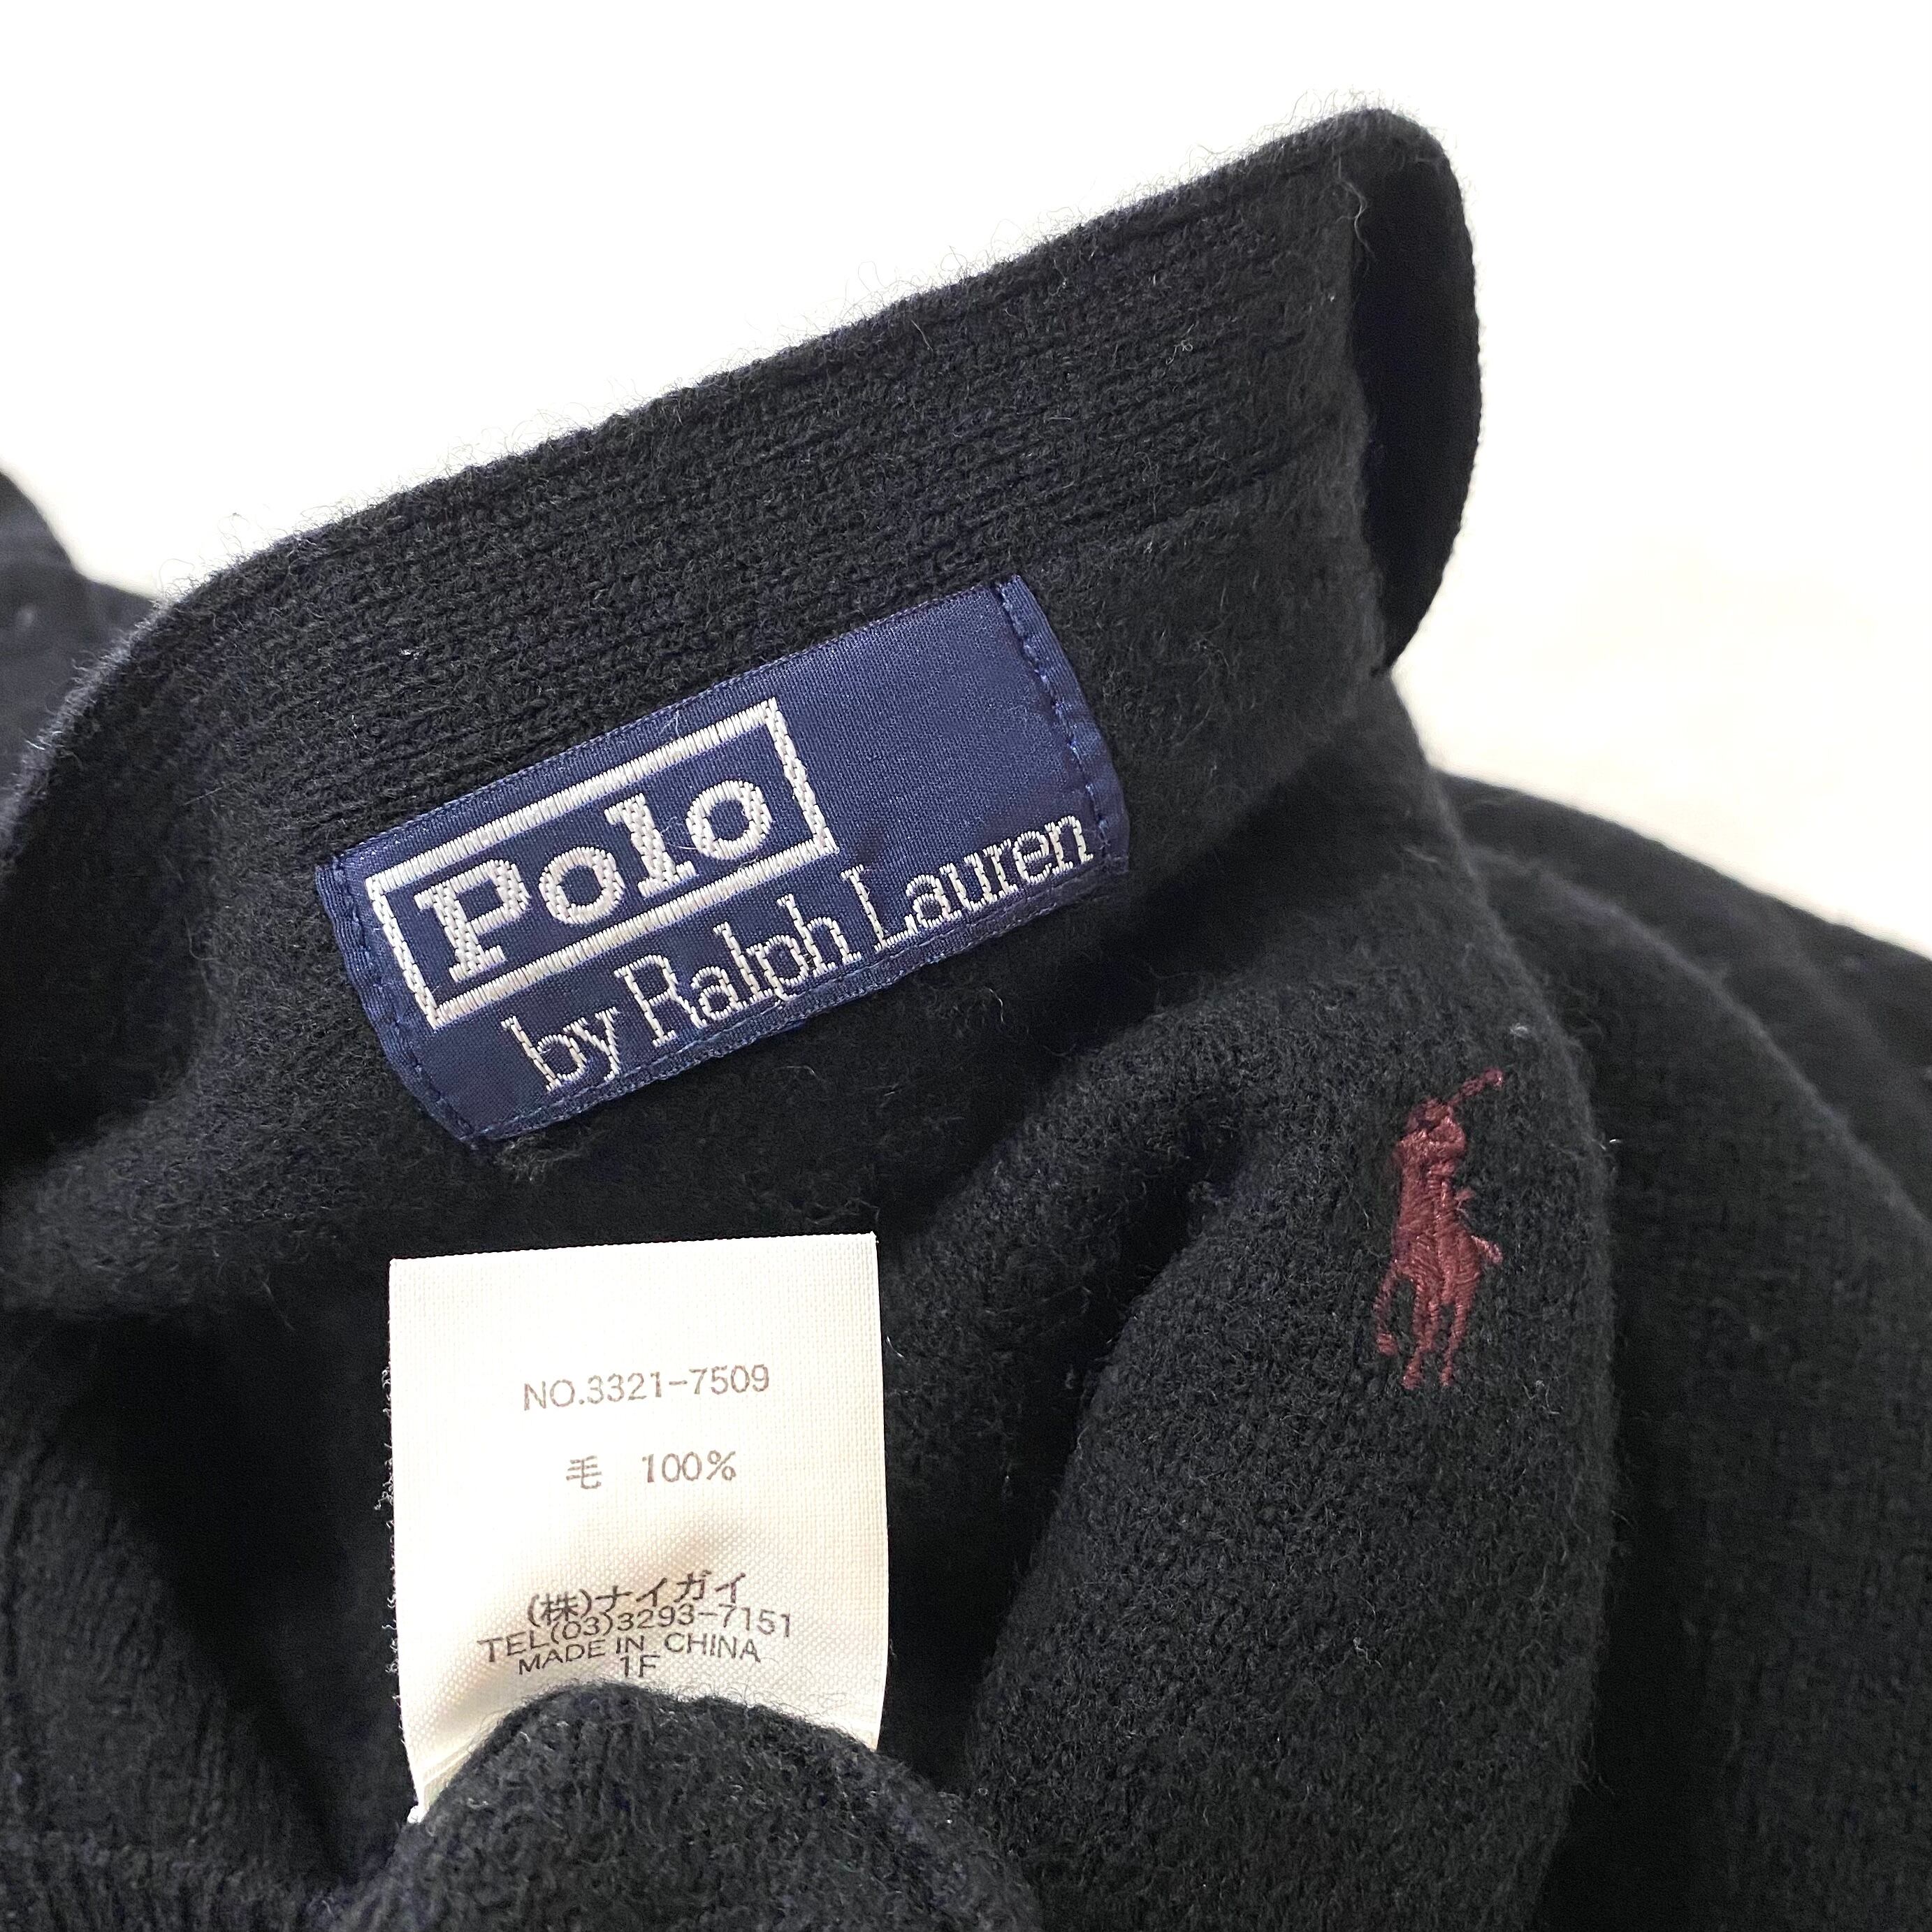 Polo
by Ralph Lauren
NO.3321-7509
毛 100%
(株)ナイガイ
TEL(03)3293-7151
MADE IN CHINA
1F